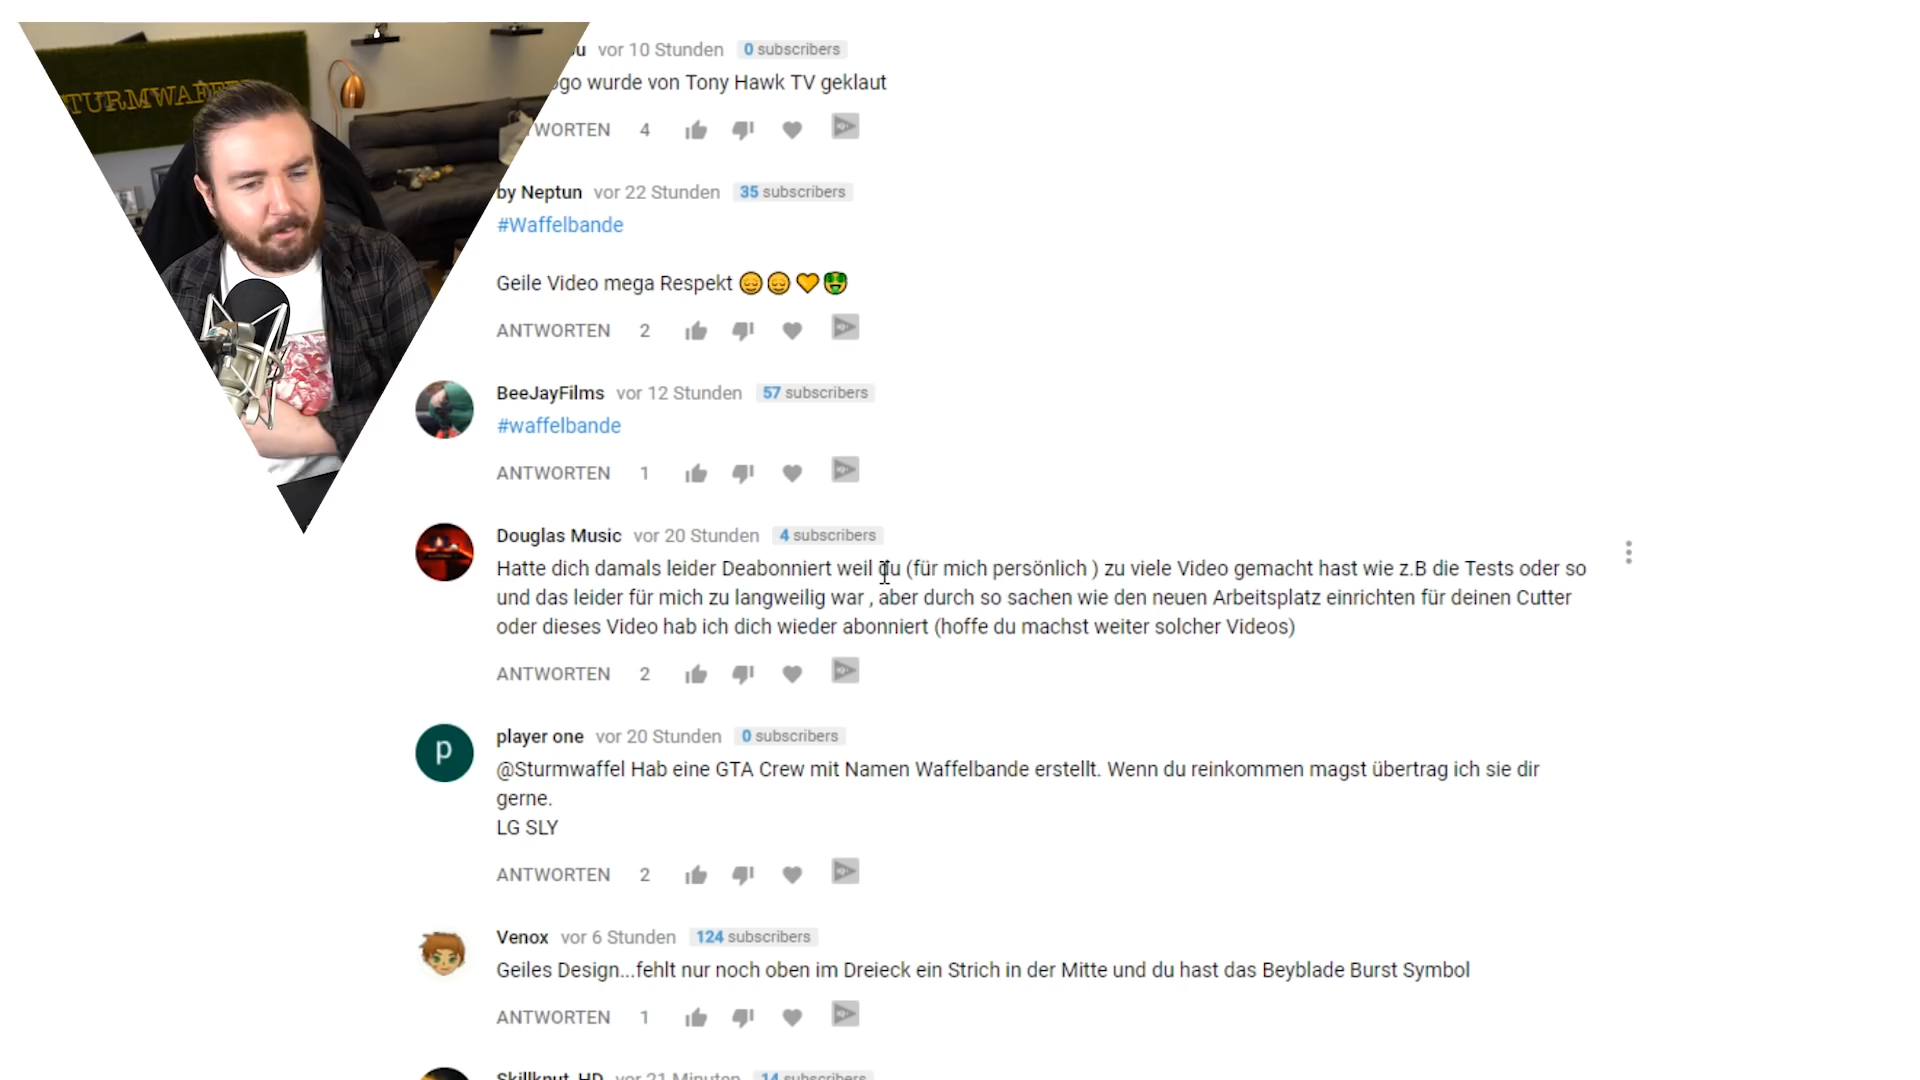 TURMWAFFE
vor 10 Stunden 0 subscribers
ogo wurde von Tony Hawk TV geklaut
WORTEN 4
by Neptun vor 22 Stunden 35 subscribers
#Waffelbande
Geile Video mega Respekt 😌😌💛🤑
ANTWORTEN 2
BeeJayFilms vor 12 Stunden 57 subscribers
#waffelbande
ANTWORTEN 1
Douglas Music vor 20 Stunden 4 subscribers
Hatte dich damals leider Deabonniert weil du (für mich persönlich ) zu viele Video gemacht hast wie z.B die Tests oder so
und das leider für mich zu langweilig war , aber durch so sachen wie den neuen Arbeitsplatz einrichten für deinen Cutter
oder dieses Video hab ich dich wieder abonniert (hoffe du machst weiter solcher Videos)
ANTWORTEN 2
p
player one vor 20 Stunden 0 subscribers
@Sturmwaffel Hab eine GTA Crew mit Namen Waffelbande erstellt. Wenn du reinkommen magst übertrag ich sie dir
gerne.
LG SLY
ANTWORTEN 2
Venox vor 6 Stunden 124 subscribers
Geiles Design...fehlt nur noch oben im Dreieck ein Strich in der Mitte und du hast das Beyblade Burst Symbol
ANTWORTEN 1
vor 21 Minuten 14 subscribers